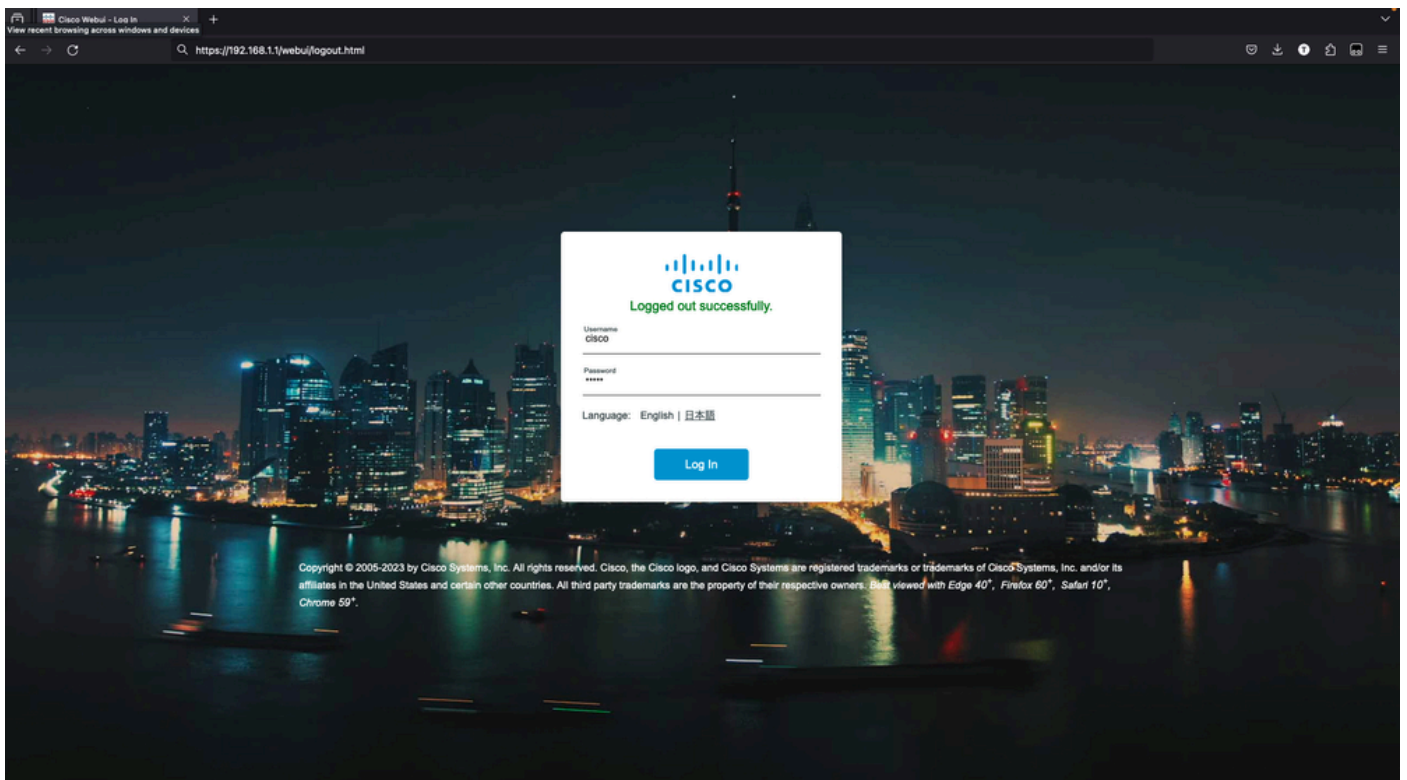 Cisco Webui - Log In
View recent browsing across windows and devices
https://192.168.1.1/webui/logout.html
CISCO
Logged out successfully.
Username
cisco
Password
•••••
Language: English | 日本語
Log In
Copyright © 2005-2023 by Cisco Systems, Inc. All rights reserved. Cisco, the Cisco logo, and Cisco Systems are registered trademarks or trademarks of Cisco Systems, Inc. and/or its
affiliates in the United States and certain other countries. All third party trademarks are the property of their respective owners. Best viewed with Edge 40+, Firefox 60+, Safari 10+,
Chrome 59+.